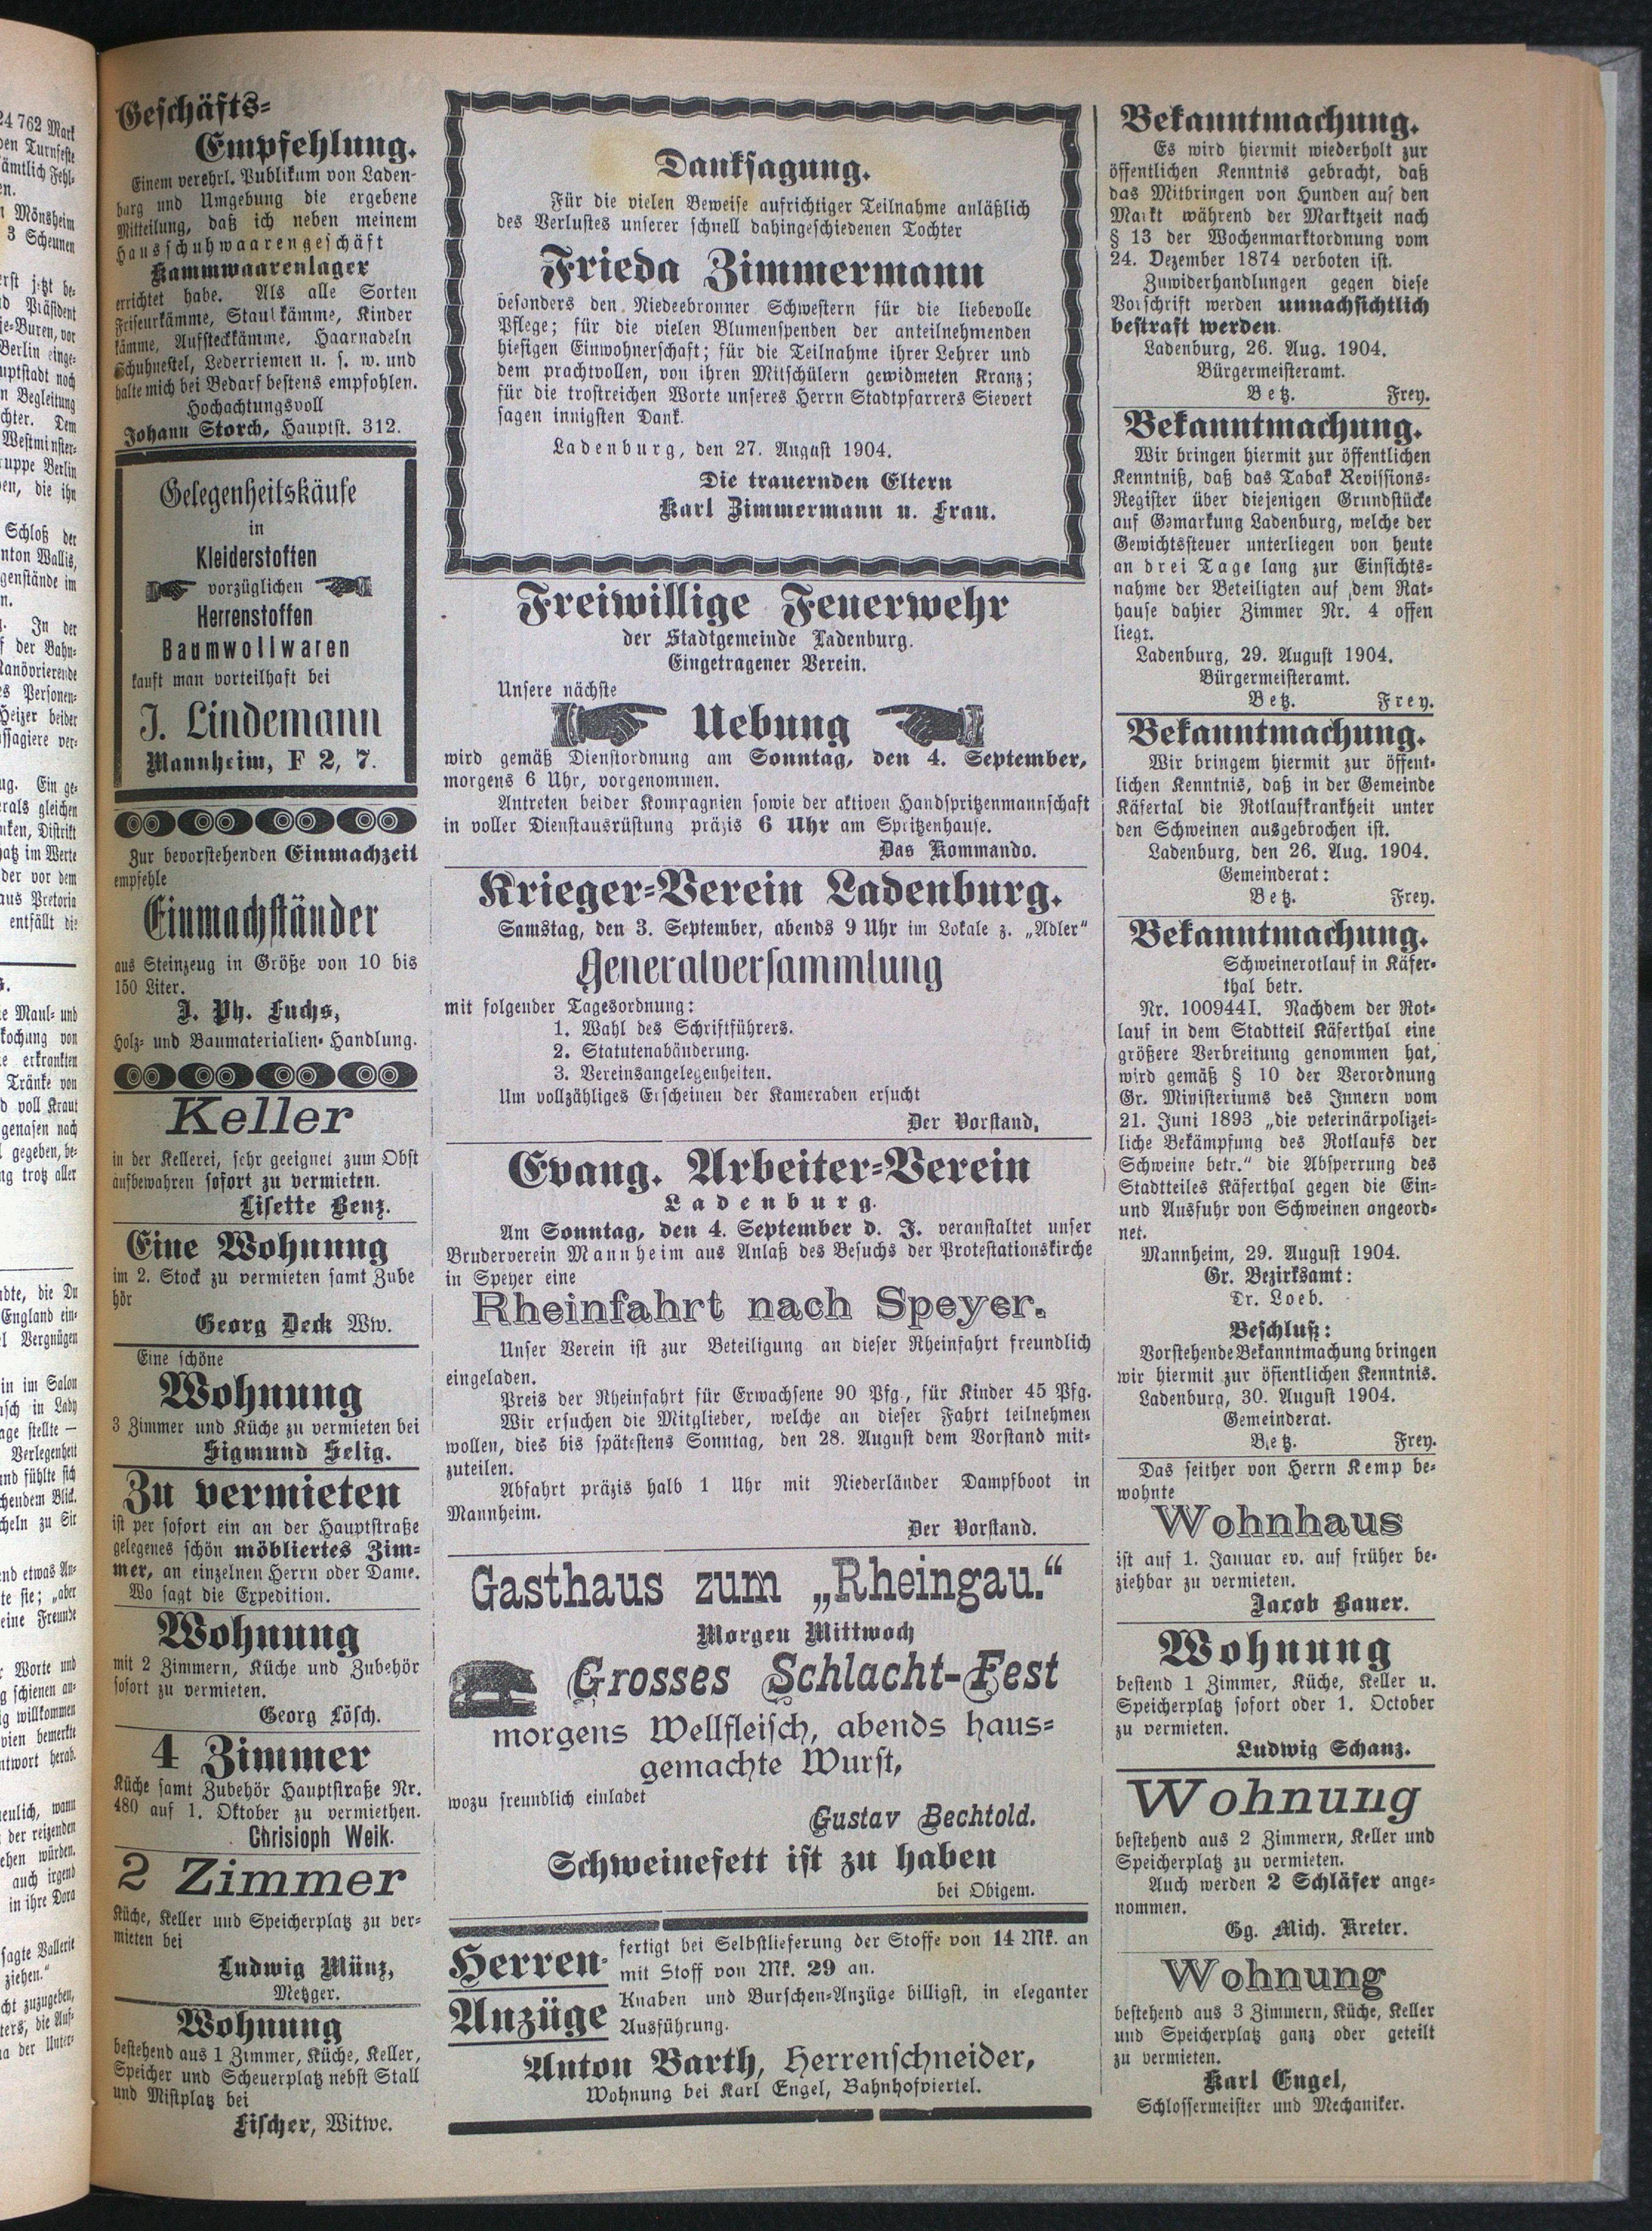 Geschäfts-
Empfehlung.
Einem verehrl. Publikum von Laden-
burg und Umgebung die ergebene
Mitteilung, daß ich neben meinem
Hausschuhwaarengeschäft
Kammwaarenlager
errichtet habe. Als alle Sorten
Friseurkämme, Staubkämme, Kinder
kämme, Aufsteckkämme, Haarnadeln
Schuhnestel, Lederriemen u. s. w. und
halte mich bei Bedarf bestens empfohlen.
Hochachtungsvoll
Johann Storch, Hauptst. 312.
Gelegenheitskäufe
in
Kleiderstoffen
vorzüglichen
Herrenstoffen
Baumwollwaren
kauft man vorteilhaft bei
J. Lindemann
Mannheim, F 2, 7.
Zur bevorstehenden Einmachzeit
empfehle
Einmachständer
aus Steinzeug in Größe von 10 bis
150 Liter.
J. Ph. Fuchs,
Holz- und Baumaterialien-Handlung.
Keller
in der Kellerei, sehr geeignet zum Obst
aufbewahren sofort zu vermieten.
Lisette Benz.
Eine Wohnung
im 2. Stock zu vermieten samt Zube
hör
Georg Deck Ww.
Eine schöne
Wohnung
3 Zimmer und Küche zu vermieten bei
Sigmund Selig.
Zu vermieten
ist per sofort ein an der Hauptstraße
gelegenes schön möbliertes Zim-
mer, an einzelnen Herrn oder Dame.
Wo sagt die Expedition.
Wohnung
mit 2 Zimmern, Küche und Zubehör
sofort zu vermieten.
Georg Lösch.
4 Zimmer
Küche samt Zubehör Hauptstraße Nr.
480 auf 1. Oktober zu vermiethen.
Chrisioph Weik.
2 Zimmer
Küche, Keller und Speicherplatz zu ver-
mieten bei
Ludwig Münz,
Metzger.
Wohnung
bestehend aus 1 Zimmer, Küche, Keller,
Speicher und Scheuerplatz nebst Stall
und Mistplatz bei
Fischer, Witwe.
Danksagung.
Für die vielen Beweise aufrichtiger Teilnahme anläßlich
des Verlustes unserer schnell dahingeschiedenen Tochter
Frieda Zimmermann
besonders den Niedeebronner Schwestern für die liebevolle
Pflege; für die vielen Blumenspenden der anteilnehmenden
hiesigen Einwohnerschaft; für die Teilnahme ihrer Lehrer und
dem prachtvollen, von ihren Mitschülern gewidmeten Kranz;
für die trostreichen Worte unseres Herrn Stadtpfarrers Sievert
sagen innigsten Dank.
Ladenburg, den 27. August 1904.
Die trauernden Eltern
Karl Zimmermann u. Frau.
Freiwillige Feuerwehr
der Stadtgemeinde Ladenburg.
Eingetragener Verein.
Unsere nächste
Uebung
wird gemäß Dienstordnung am Sonntag, den 4. September,
morgens 6 Uhr, vorgenommen.
Antreten beider Kompagnien sowie der aktiven Handspritzenmannschaft
in voller Dienstausrüstung präzis 6 Uhr am Spritzenhause.
Das Kommando.
Krieger-Verein Ladenburg.
Samstag, den 3. September, abends 9 Uhr im Lokale z. „Adler“
Generalversammlung
mit folgender Tagesordnung:
1. Wahl des Schriftführers.
2. Statutenabänderung.
3. Vereinsangelegenheiten.
Um vollzähliges Erscheinen der Kameraden ersucht
Der Vorstand.
Evang. Arbeiter-Verein
Ladenburg.
Am Sonntag, den 4. September d. J. veranstaltet unser
Bruderverein Mannheim aus Anlaß des Besuchs der Protestationskirche
in Speyer eine
Rheinfahrt nach Speyer.
Unser Verein ist zur Beteiligung an dieser Rheinfahrt freundlich
eingeladen.
Preis der Rheinfahrt für Erwachsene 90 Pfg., für Kinder 45 Pfg.
Wir ersuchen die Mitglieder, welche an dieser Fahrt teilnehmen
wollen, dies bis spätestens Sonntag, den 28. August dem Vorstand mit-
zuteilen.
Abfahrt präzis halb 1 Uhr mit Niederländer Dampfboot in
Mannheim.
Der Vorstand.
Gasthaus zum „Rheingau.“
Morgen Mittwoch
Grosses Schlacht-Fest
morgens Wellfleisch, abends haus-
gemachte Wurst,
wozu freundlich einladet
Gustav Bechtold.
Schweinefett ist zu haben
bei Obigem.
Herren-
Anzüge
fertigt bei Selbstlieferung der Stoffe von 14 Mk. an
mit Stoff von Mk. 29 an.
Knaben und Burschen-Anzüge billigst, in eleganter
Ausführung.
Anton Barth, Herrenschneider,
Wohnung bei Karl Engel, Bahnhofviertel.
Bekanntmachung.
Es wird hiermit wiederholt zur
öffentlichen Kenntnis gebracht, daß
das Mitbringen von Hunden auf den
Markt während der Marktzeit nach
§ 13 der Wochenmarktordnung vom
24. Dezember 1874 verboten ist.
Zuwiderhandlungen gegen diese
Vorschrift werden unnachsichtlich
bestraft werden.
Ladenburg, 26. Aug. 1904.
Bürgermeisteramt.
Betz. Frey.
Bekanntmachung.
Wir bringen hiermit zur öffentlichen
Kenntniß, daß das Tabak Revissions-
Register über diejenigen Grundstücke
auf Gemarkung Ladenburg, welche der
Gewichtssteuer unterliegen von heute
an drei Tage lang zur Einsichts-
nahme der Beteiligten auf dem Rat-
hause dahier Zimmer Nr. 4 offen
liegt.
Ladenburg, 29. August 1904.
Bürgermeisteramt.
Betz. Frey.
Bekanntmachung.
Wir bringem hiermit zur öffent-
lichen Kenntnis, daß in der Gemeinde
Käfertal die Rotlaufkrankheit unter
den Schweinen ausgebrochen ist.
Ladenburg, den 26. Aug. 1904.
Gemeinderat:
Betz. Frey.
Bekanntmachung.
Schweinerotlauf in Käfer-
thal betr.
Nr. 100944I. Nachdem der Rot-
lauf in dem Stadtteil Käferthal eine
größere Verbreitung genommen hat,
wird gemäß § 10 der Verordnung
Gr. Ministeriums des Innern vom
21. Juni 1893 „die veterinärpolizei-
liche Bekämpfung des Rotlaufs der
Schweine betr.“ die Absperrung des
Stadtteiles Käferthal gegen die Ein-
und Ausfuhr von Schweinen angeord-
net.
Mannheim, 29. August 1904.
Gr. Bezirksamt:
Dr. Loeb.
Beschluß:
Vorstehende Bekanntmachung bringen
wir hiermit zur öffentlichen Kenntnis.
Ladenburg, 30. August 1904.
Gemeinderat.
Betz. Frey.
Das seither von Herrn Kemp be-
wohnte
Wohnhaus
ist auf 1. Januar ev. auf früher be-
ziehbar zu vermieten.
Jacob Bauer.
Wohnung
bestend 1 Zimmer, Küche, Keller u.
Speicherplatz sofort oder 1. October
zu vermieten.
Ludwig Schanz.
Wohnung
bestehend aus 2 Zimmern, Keller und
Speicherplatz zu vermieten.
Auch werden 2 Schläfer ange-
nommen.
Gg. Mich. Kreter.
Wohnung
bestehend aus 3 Zimmern, Küche, Keller
und Speicherplatz ganz oder geteilt
zu vermieten.
Karl Engel,
Schlossermeister und Mechaniker.